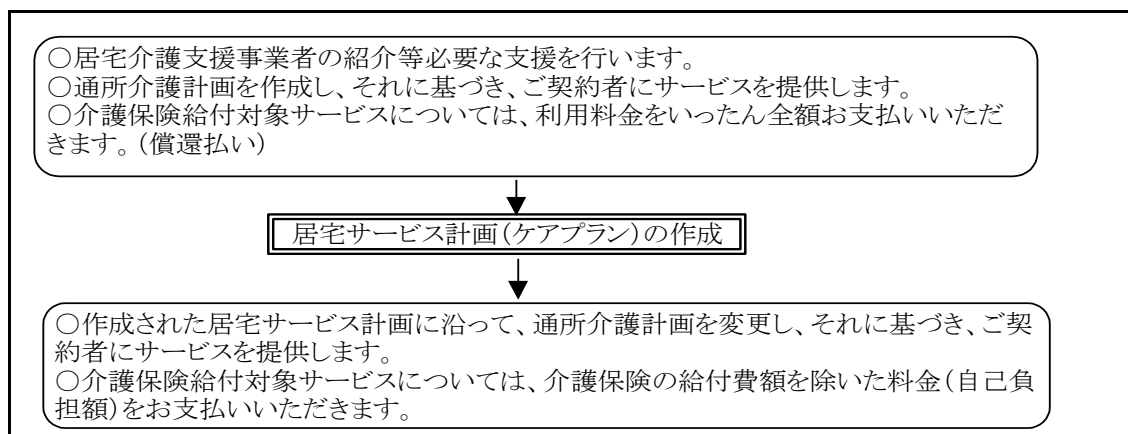 ○居宅介護支援事業者の紹介等必要な支援を行います。
○通所介護計画を作成し、それに基づき、ご契約者にサービスを提供します。
○介護保険給付対象サービスについては、利用料金をいったん全額お支払いいただ
きます。(償還払い)
居宅サービス計画(ケアプラン)の作成
○作成された居宅サービス計画に沿って、通所介護計画を変更し、それに基づき、ご契
約者にサービスを提供します。
○介護保険給付対象サービスについては、介護保険の給付費額を除いた料金(自己負
担額)をお支払いいただきます。